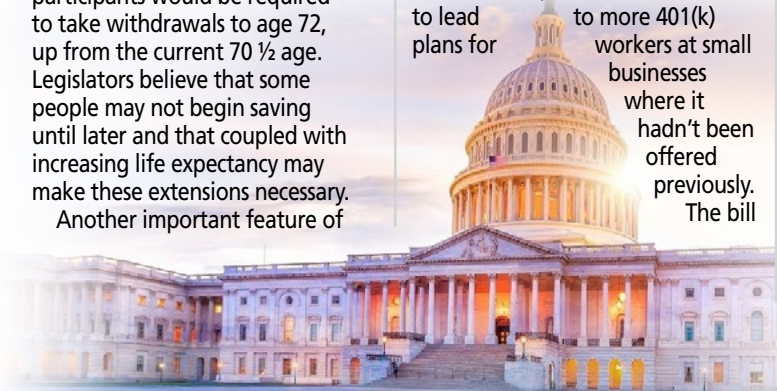 participants would be required
to take withdrawals to age 72,
up from the current 70 ½ age.
Legislators believe that some
people may not begin saving
until later and that coupled with
increasing life expectancy may
make these extensions necessary.
Another important feature of
to lead to more 401(k)
plans for workers at small
businesses
where it
hadn't been
offered
previously.
The bill